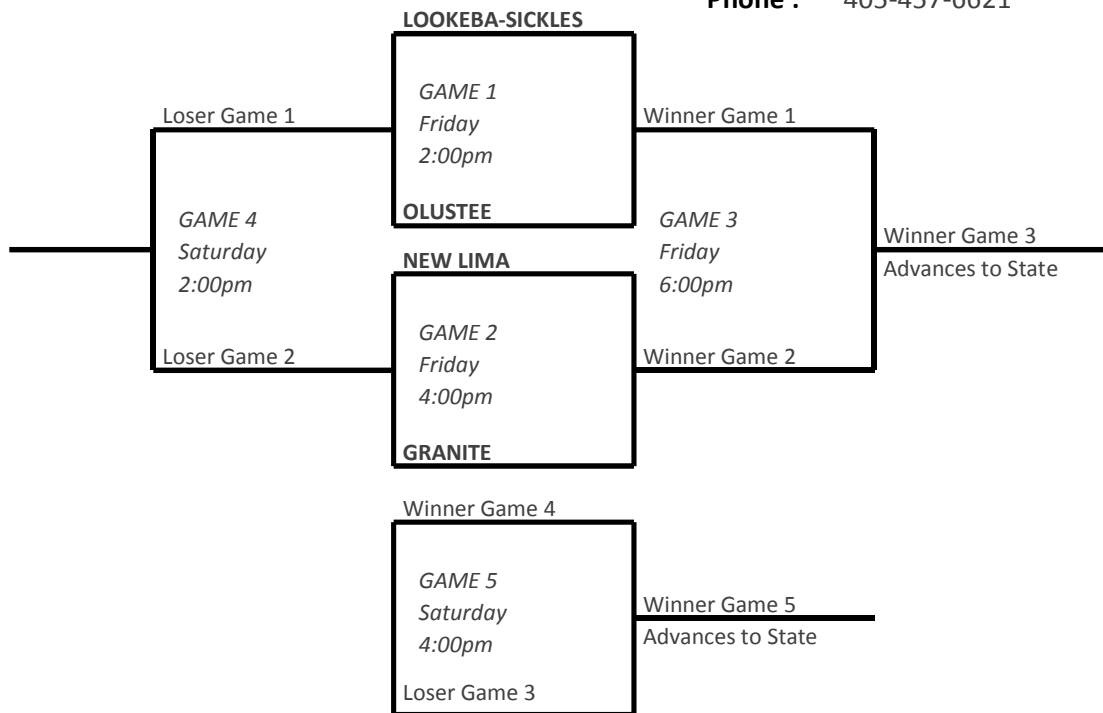 Phone : 405-457-6621
LOOKEBA-SICKLES
GAME 1
Friday
2:00pm
Loser Game 1
Winner Game 1
OLUSTEE
GAME 4
Saturday
2:00pm
GAME 3
Friday
6:00pm
Winner Game 3
Advances to State
NEW LIMA
GAME 2
Friday
4:00pm
Loser Game 2
Winner Game 2
GRANITE
Winner Game 4
GAME 5
Saturday
4:00pm
Winner Game 5
Advances to State
Loser Game 3